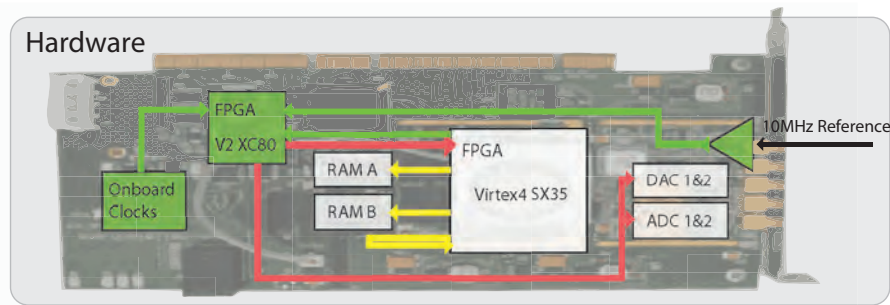 Hardware
FPGA
V2 XC80
10MHz Reference
FPGA
Virtex4 SX35
RAM A
RAM B
Onboard
Clocks
DAC 1&2
ADC 1&2